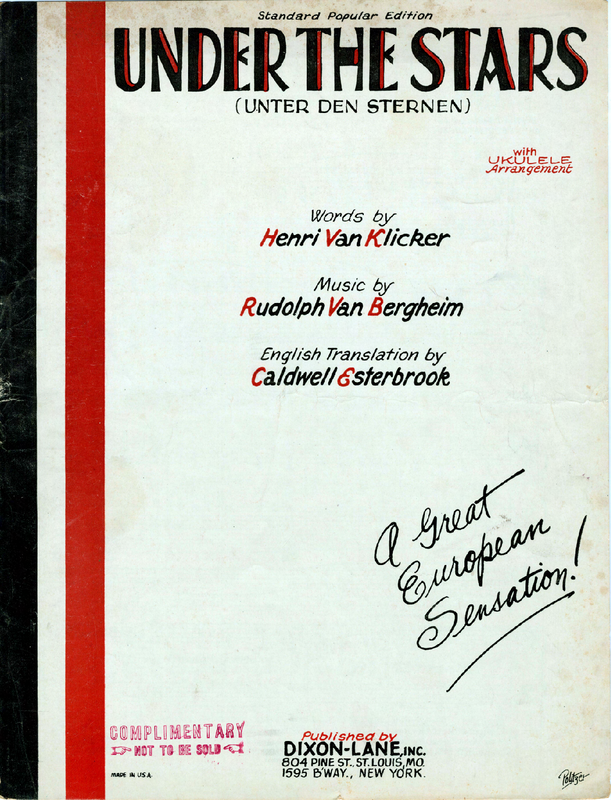 Standard Popular Edition
UNDER THE STARS
(UNTER DEN STERNEN)
with
UKULELE
Arrangement
Words by
Henri Van Klicker
Music by
Rudolph Van Bergheim
English Translation by
Caldwell Esterbrook
A Great
European
Sensation!
COMPLIMENTARY
NOT TO BE SOLD
Published by
DIXON-LANE, INC.
804 PINE ST., ST. LOUIS, MO.
1595 B'WAY., NEW YORK.
MADE IN U.S.A.